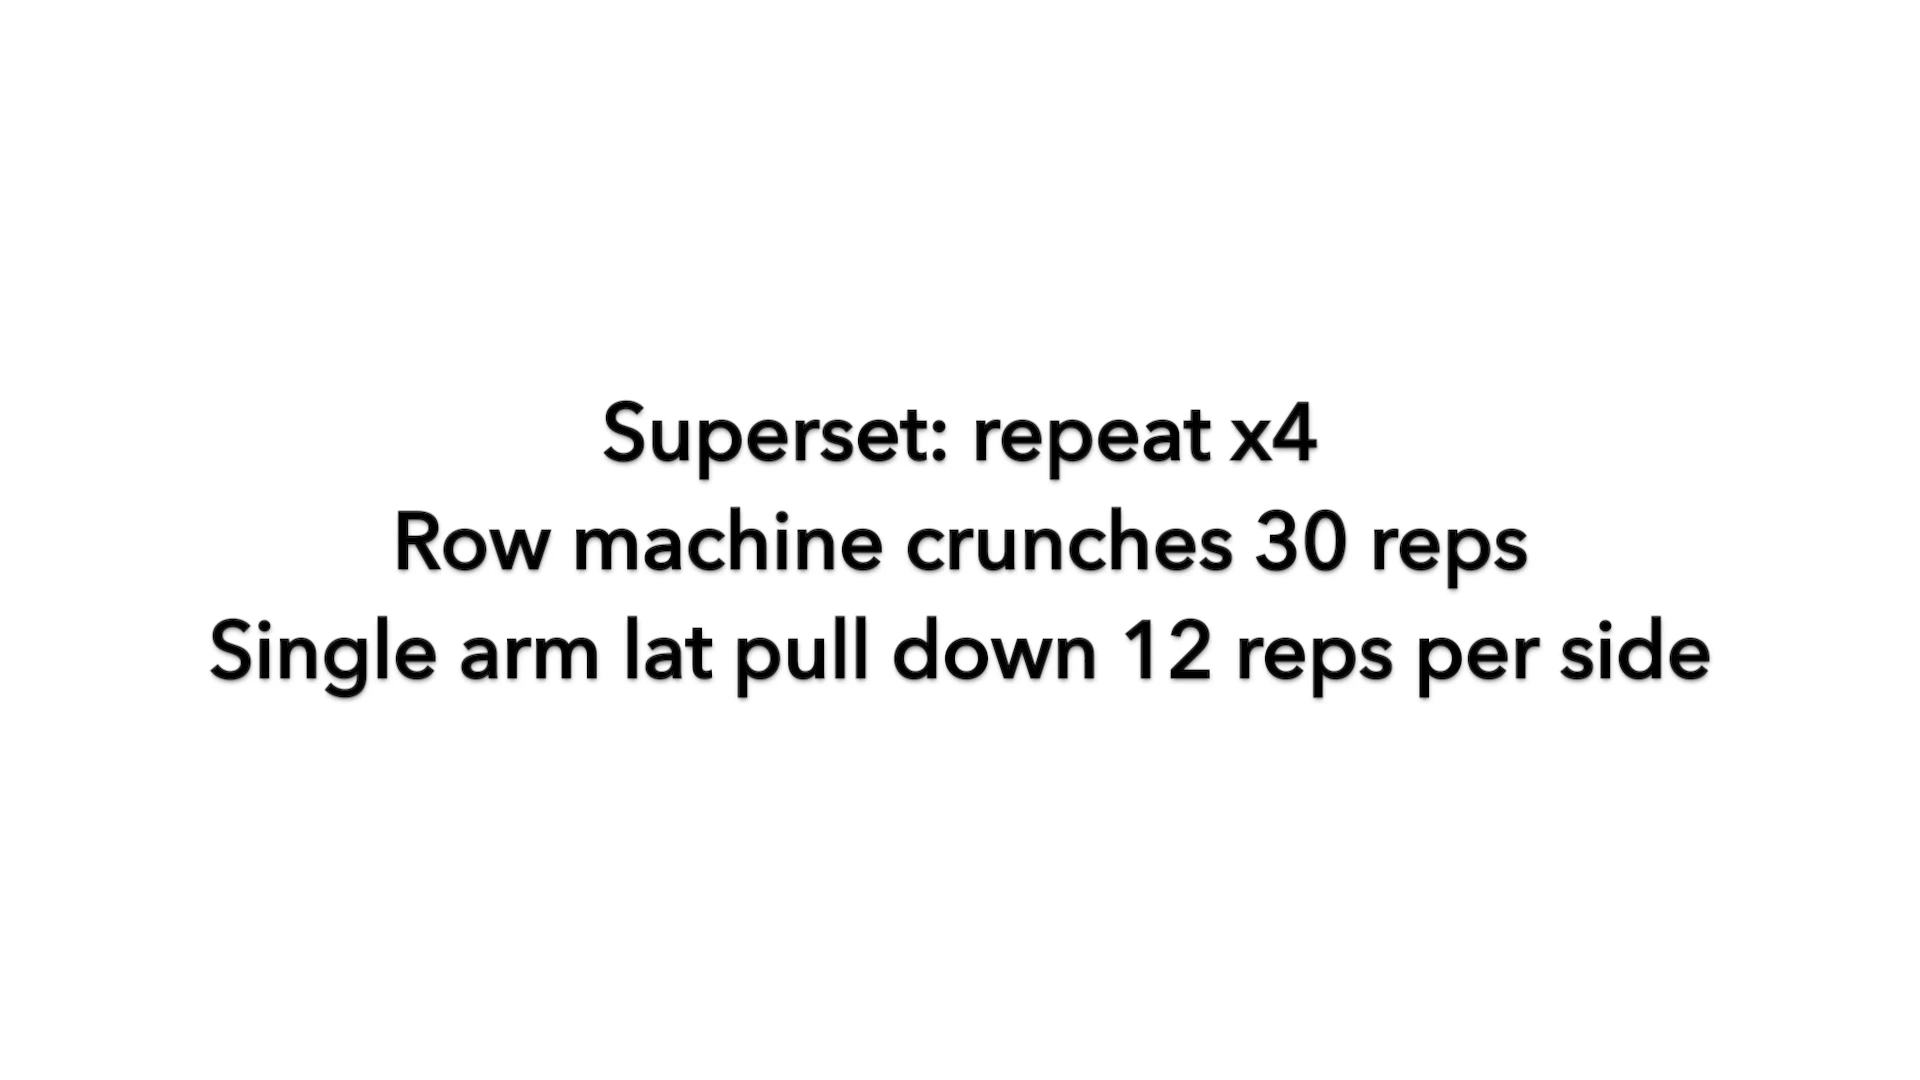 Superset: repeat x4
Row machine crunches 30 reps
Single arm lat pull down 12 reps per side